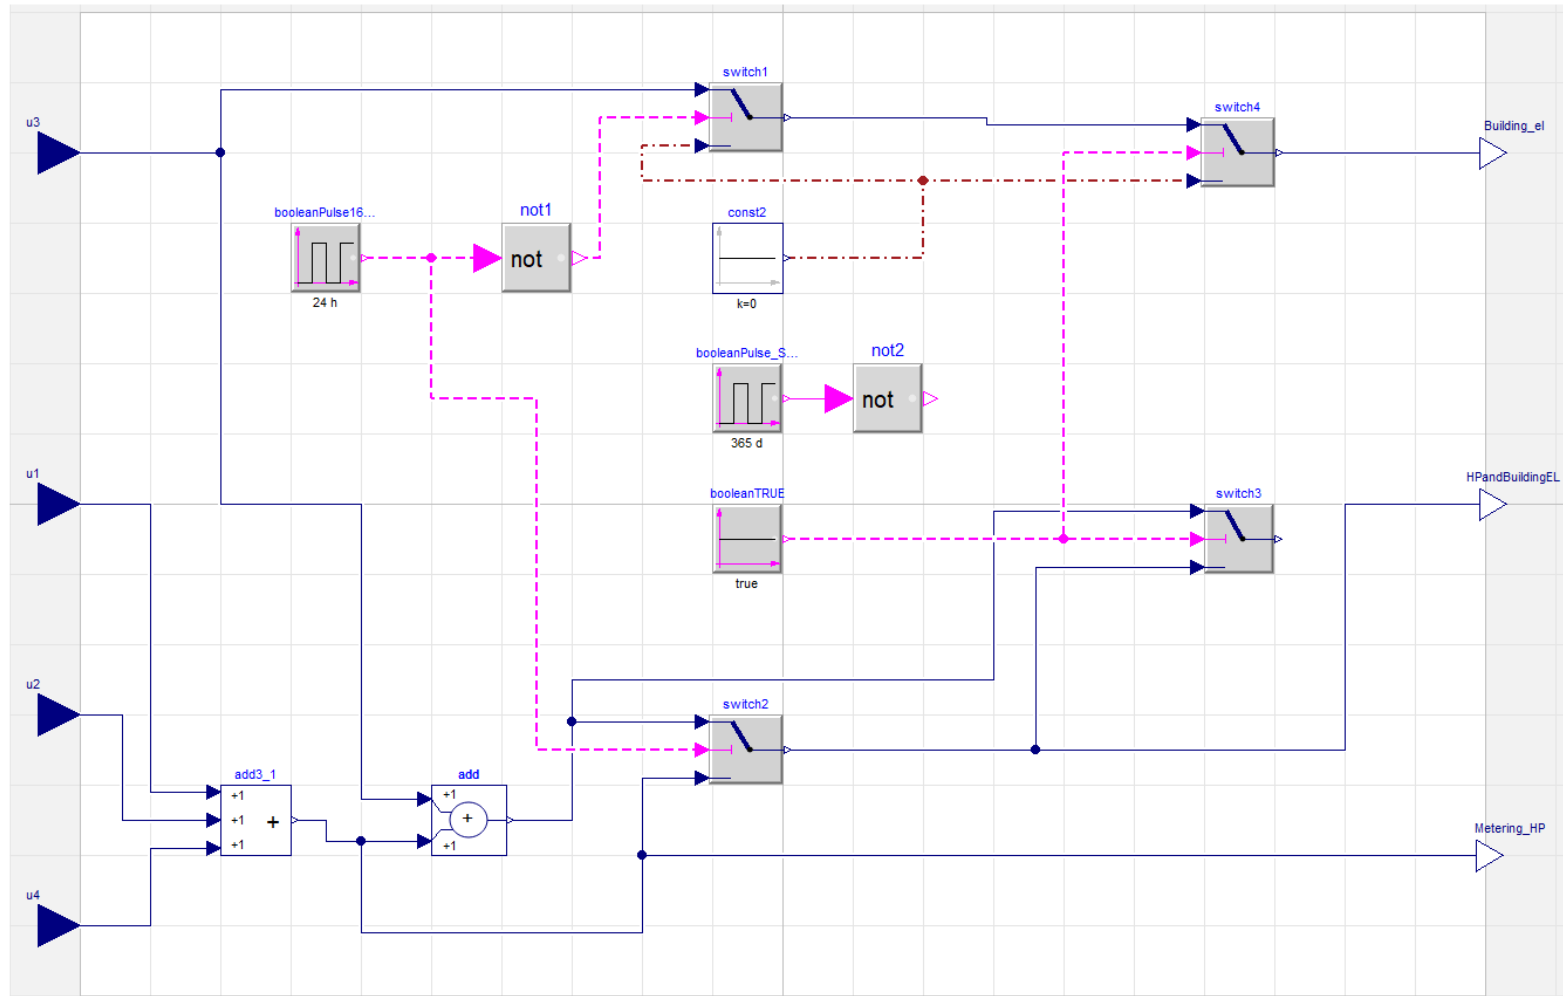 switch1
switch4
u3
Building_el
booleanPulse16...
not1
const2
not
24 h
k=0
booleanPulse_S...
not2
not
365 d
u1
HPandBuildingEL
booleanTRUE
switch3
true
u2
switch2
add3_1
add
+1
+1
+1
+
+1
+
+1
Metering_HP
u4